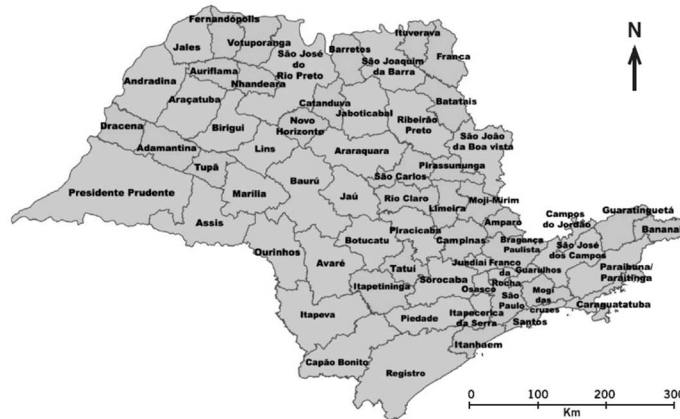 Fernandópolis
Ituverava
N
Jales
Votuporanga
Barretos
São José
do
Rio Preto
São Joaquim
da Barra
Franca
Auriflama
Nhandeara
Andradina
Araçatuba
Catanduva
Jaboticabal
Batatais
Dracena
Birigui
Novo
Horizonte
Ribeirão
Preto
São João
da Boa vista
Adamantina
Lins
Araraquara
Tupã
Pirassununga
Presidente Prudente
Marília
Baurú
Jaú
São Carlos
Rio Claro
Limeira
Moji-Mirim
Assis
Piracicaba
Amparo
Campos
do Jordão
Guaratinguetá
Bananal
Ourinhos
Botucatu
Campinas
Bragança
Paulista
São José
dos Campos
Avaré
Tatuí
Jundiaí
Franco
da
Rocha
Guarulhos
Paraibuna/
Paraitinga
Itapetininga
Sorocaba
Osasco
São
Paulo
Mogi
das
cruzes
Caraguatatuba
Itapeva
Piedade
Itapecerica
da Serra
Santos
Itanhaem
Capão Bonito
Registro
0 100 200 300
Km